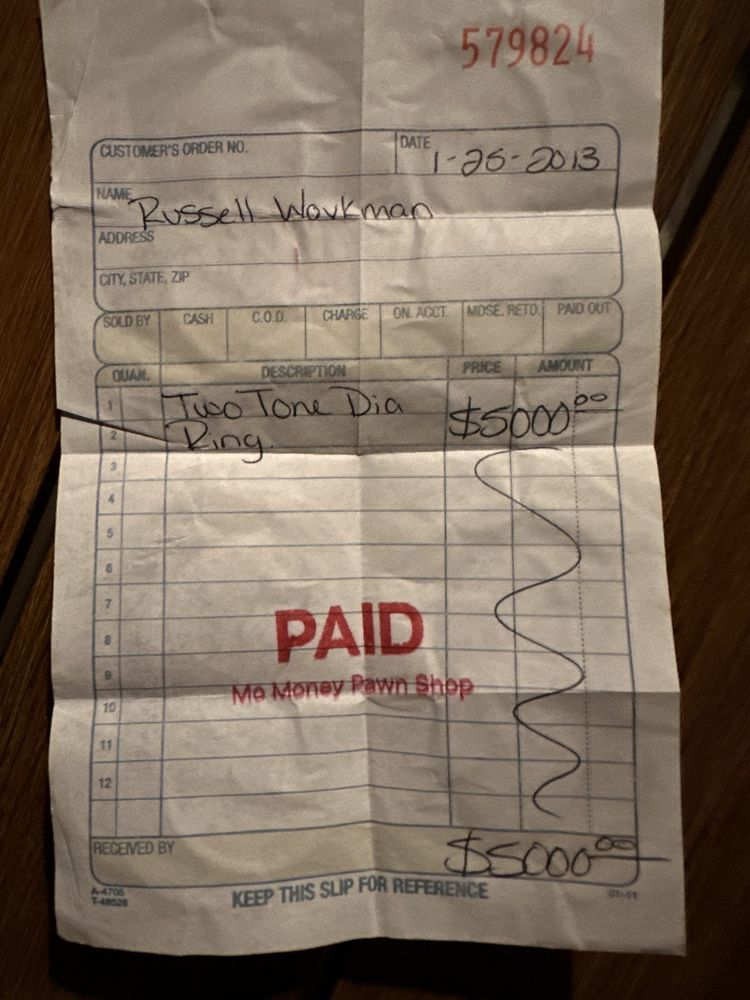 579824
CUSTOMER'S ORDER NO. DATE 1-26-2013
NAME Russell Workman
ADDRESS
CITY, STATE, ZIP
SOLD BY CASH C.O.D. CHARGE ON. ACCT. MDSE. RETD. PAID OUT
QUAN. DESCRIPTION PRICE AMOUNT
1 Two Tone Dia $5000 00
2 Ring.
3
4
5
6
7
PAID
8
9
Mo Money Pawn Shop
10
11
12
RECEIVED BY $5000 00
A-4705
T-46528
KEEP THIS SLIP FOR REFERENCE